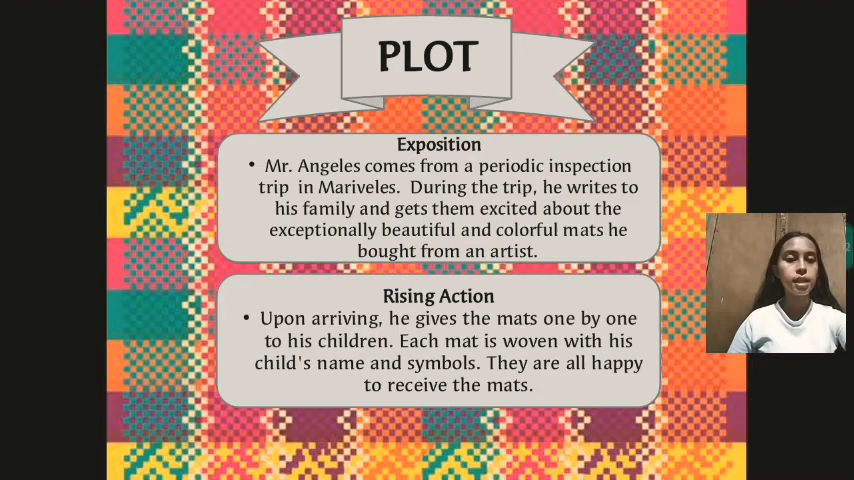 PLOT
Exposition
• Mr. Angeles comes from a periodic inspection
trip in Mariveles. During the trip, he writes to
his family and gets them excited about the
exceptionally beautiful and colorful mats he
bought from an artist.
Rising Action
• Upon arriving, he gives the mats one by one
to his children. Each mat is woven with his
child's name and symbols. They are all happy
to receive the mats.
2